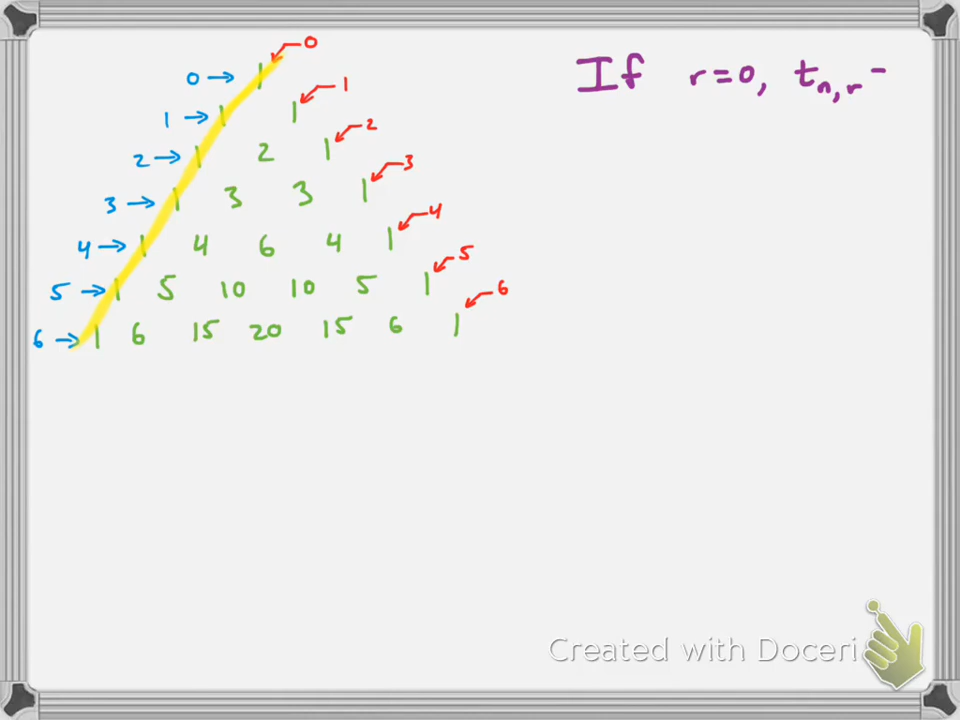 0
0 → 1 If r = 0, t n, r -
1
1 → 1 1
2
2 → 1 2 1
3
3 → 1 3 3 1
4
4 → 1 4 6 4 1
5
5 → 1 5 10 10 5 1
6
6 → 1 6 15 20 15 6 1
Created with Doceri